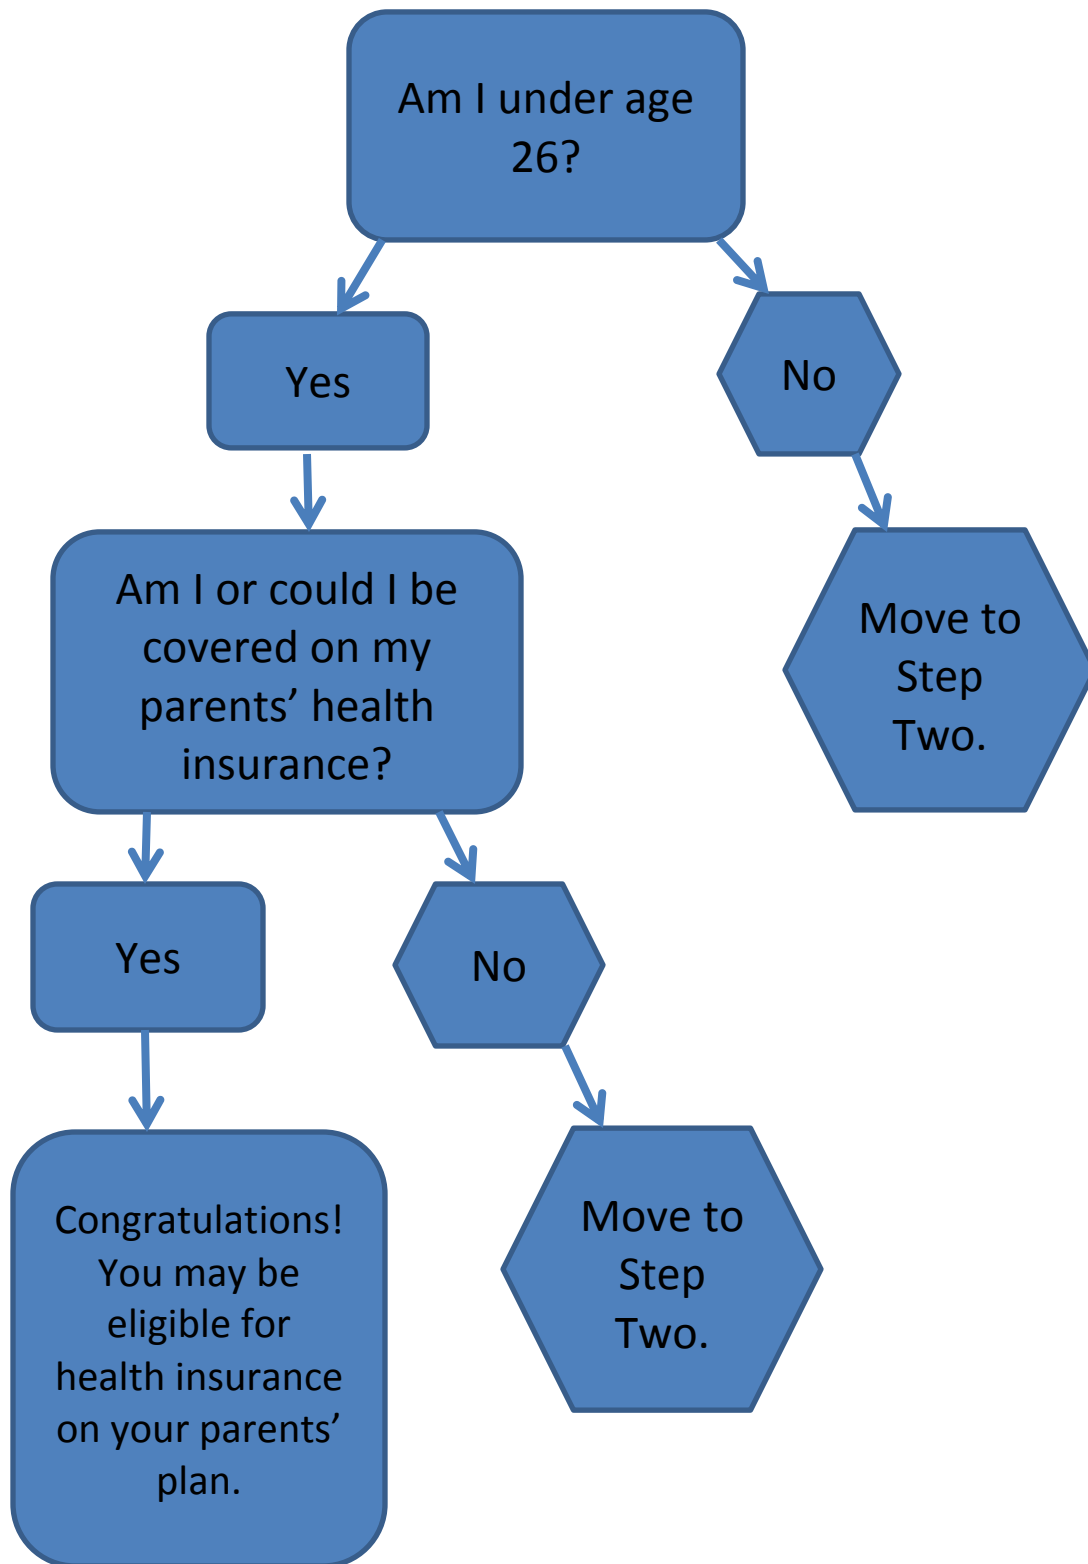 Am I under age
26?
Yes
No
Am I or could I be
covered on my
parents’ health
insurance?
Move to
Step
Two.
Yes
No
Congratulations!
You may be
eligible for
health insurance
on your parents’
plan.
Move to
Step
Two.